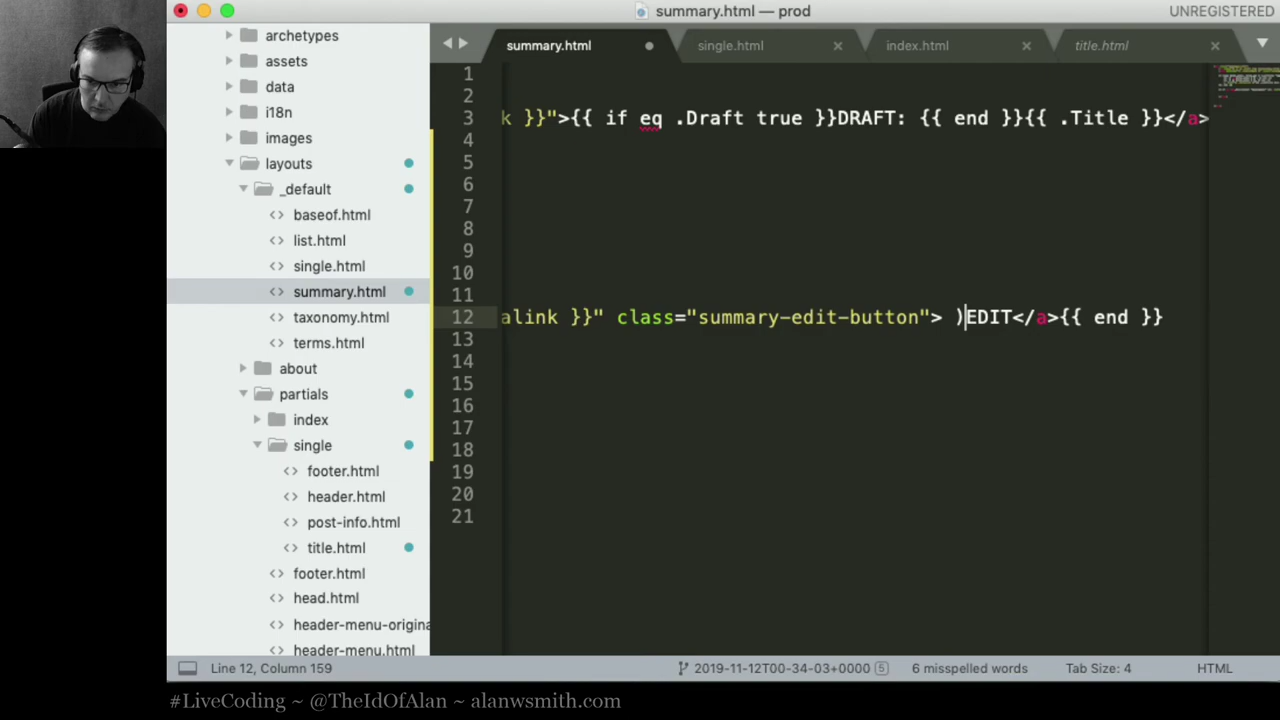 summary.html — prod
UNREGISTERED
archetypes
assets
data
i18n
images
layouts
_default
baseof.html
list.html
single.html
summary.html
taxonomy.html
terms.html
about
partials
index
single
footer.html
header.html
post-info.html
title.html
footer.html
head.html
header-menu-origina
header-menu.html
summary.html
single.html
index.html
title.html
1
2
3 k }}">{{ if eq .Draft true }}DRAFT: {{ end }}{{ .Title }}</a>
4
5
6
7
8
9
10
11
12 alink }}" class="summary-edit-button"> )EDIT</a>{{ end }}
13
14
15
16
17
18
19
20
21
Line 12, Column 159
2019-11-12T00-34-03+0000 5
6 misspelled words
Tab Size: 4
HTML
#LiveCoding ~ @TheIdOfAlan ~ alanwsmith.com